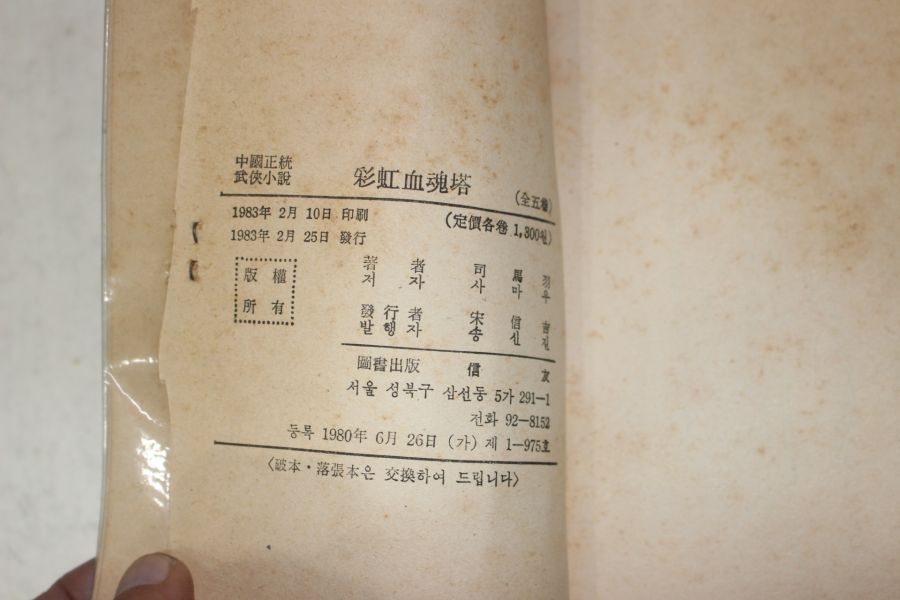 中國正統
武俠小說
彩虹血魂塔
(全五卷)
1983年 2月 10日 印刷
(定價各卷 1,300원)
1983年 2月 25日 發行
版權
所有
著者 司馬羽
저자 사마우
發行者 宋信吉
발행자 송신길
圖書出版 信友
서울 성북구 삼선동 5가 291-1
전화 92-8152
등록 1980年 6月 26日 (가) 제 1-975호
〈破本·落張本은 交換하여 드립니다〉